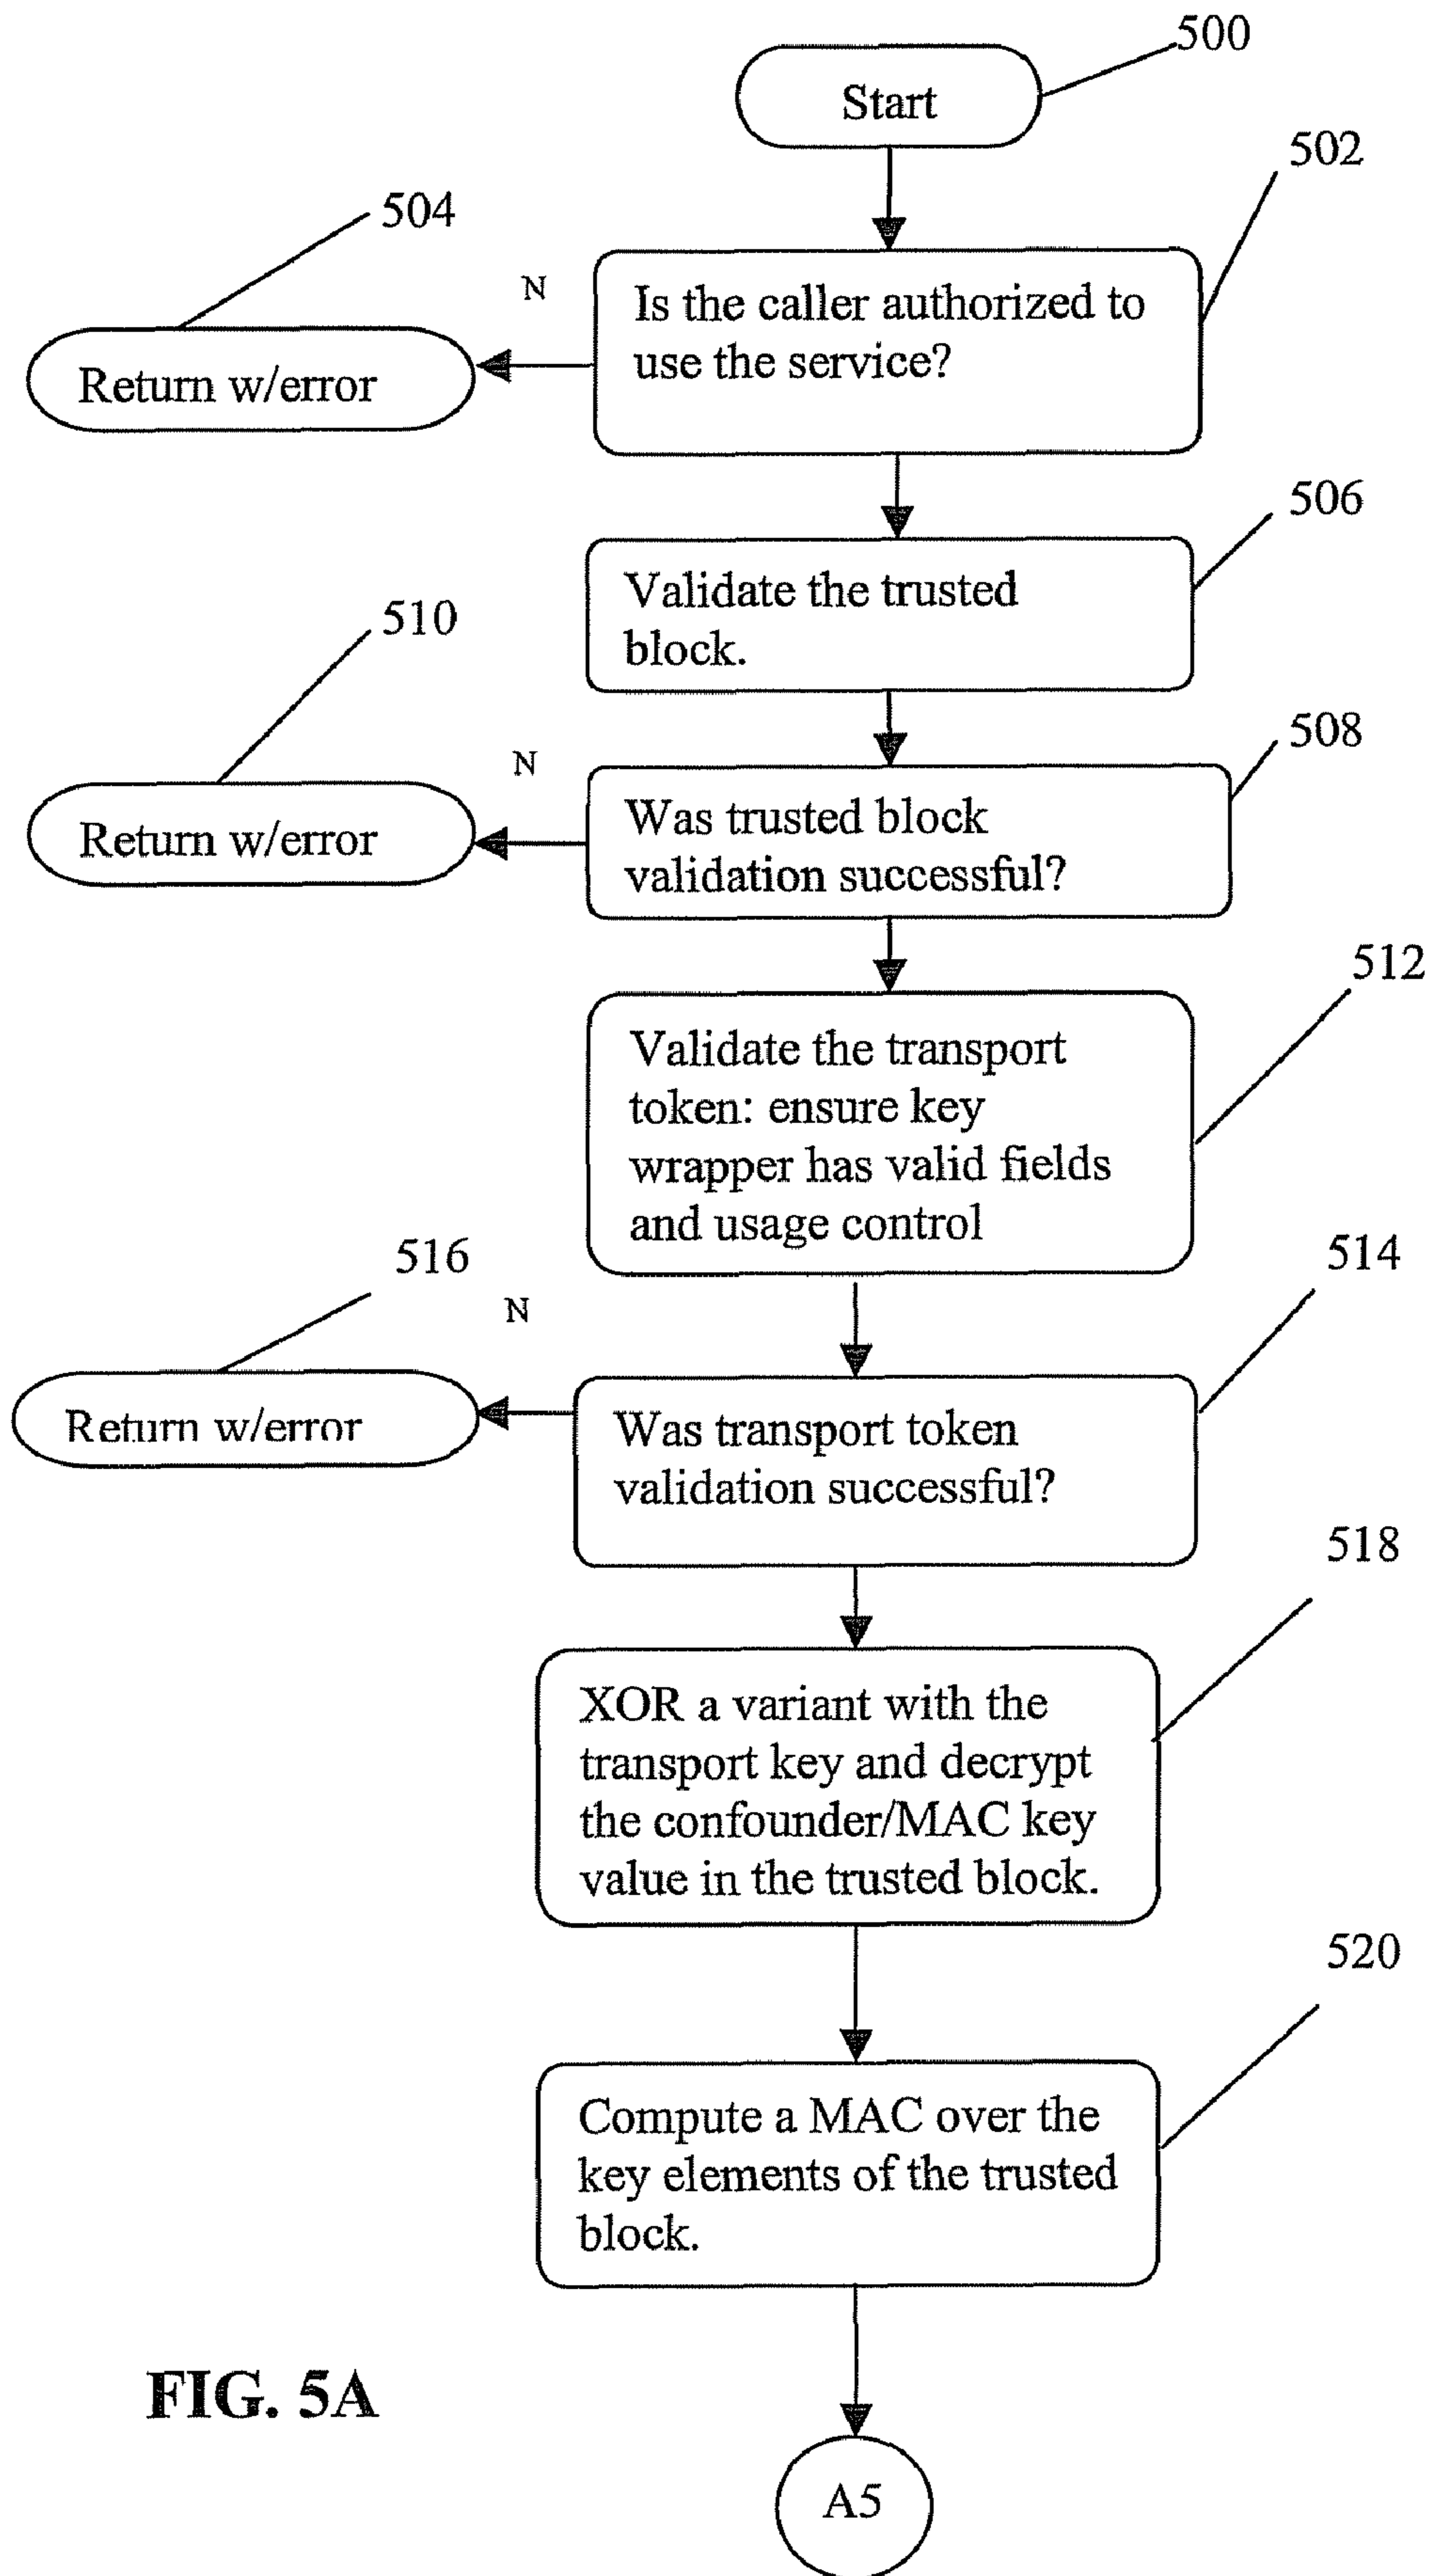 500
Start
502
504
N
Is the caller authorized to
use the service?
Return w/error
506
Validate the trusted
block.
510
508
N
Was trusted block
validation successful?
Return w/error
512
Validate the transport
token: ensure key
wrapper has valid fields
and usage control
514
516
N
Was transport token
validation successful?
Return w/error
518
XOR a variant with the
transport key and decrypt
the confounder/MAC key
value in the trusted block.
520
Compute a MAC over the
key elements of the trusted
block.
FIG. 5A
A5